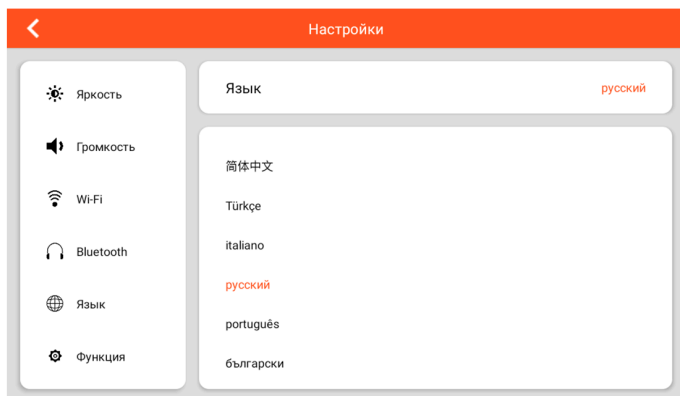 Настройки
Яркость
Громкость
Wi-Fi
Bluetooth
Язык
Функция
Язык
русский
简体中文
Türkçe
italiano
русский
português
български